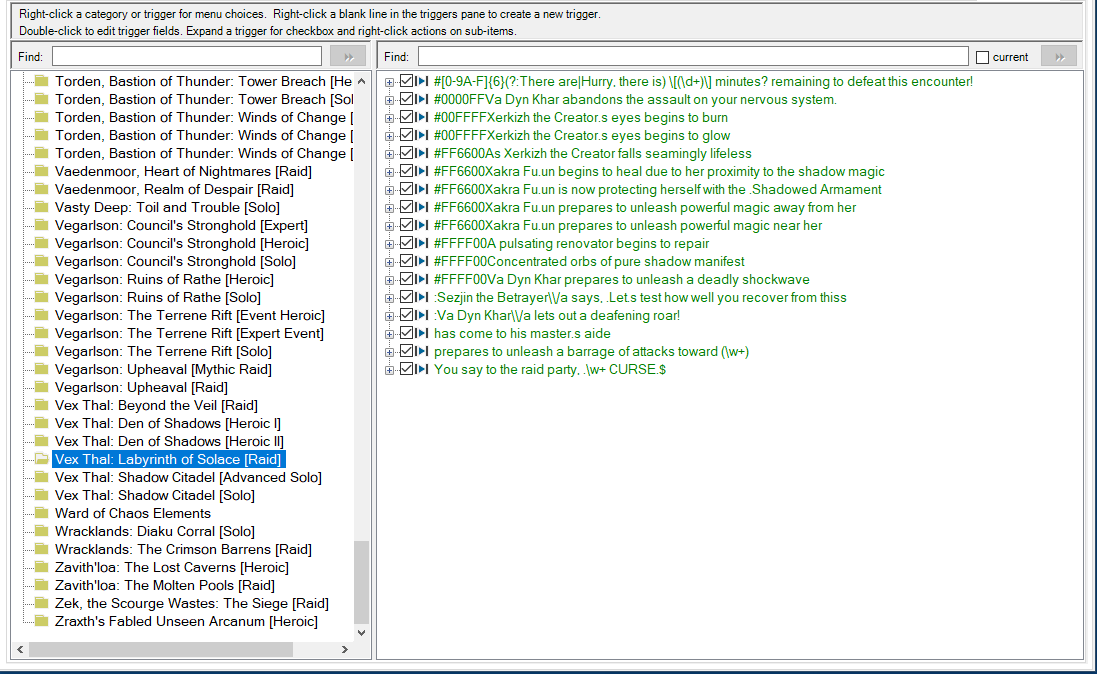 Right-click a category or trigger for menu choices.  Right-click a blank line in the triggers pane to create a new trigger.
Double-click to edit trigger fields. Expand a trigger for checkbox and right-click actions on sub-items.
Find:
Torden, Bastion of Thunder: Tower Breach [He
Torden, Bastion of Thunder: Tower Breach [Sol
Torden, Bastion of Thunder: Winds of Change [
Torden, Bastion of Thunder: Winds of Change [
Torden, Bastion of Thunder: Winds of Change [
Vaedenmoor, Heart of Nightmares [Raid]
Vaedenmoor, Realm of Despair [Raid]
Vasty Deep: Toil and Trouble [Solo]
Vegarlson: Council's Stronghold [Expert]
Vegarlson: Council's Stronghold [Heroic]
Vegarlson: Council's Stronghold [Solo]
Vegarlson: Ruins of Rathe [Heroic]
Vegarlson: Ruins of Rathe [Solo]
Vegarlson: The Terrene Rift [Event Heroic]
Vegarlson: The Terrene Rift [Expert Event]
Vegarlson: The Terrene Rift [Solo]
Vegarlson: Upheaval [Mythic Raid]
Vegarlson: Upheaval [Raid]
Vex Thal: Beyond the Veil [Raid]
Vex Thal: Den of Shadows [Heroic I]
Vex Thal: Den of Shadows [Heroic II]
Vex Thal: Labyrinth of Solace [Raid]
Vex Thal: Shadow Citadel [Advanced Solo]
Vex Thal: Shadow Citadel [Solo]
Ward of Chaos Elements
Wracklands: Diaku Corral [Solo]
Wracklands: The Crimson Barrens [Raid]
Zavith'loa: The Lost Caverns [Heroic]
Zavith'loa: The Molten Pools [Raid]
Zek, the Scourge Wastes: The Siege [Raid]
Zraxth's Fabled Unseen Arcanum [Heroic]
Find:
current
#[0-9A-F]{6}(?:There are|Hurry, there is) \[(\d+)\] minutes? remaining to defeat this encounter!
#0000FFVa Dyn Khar abandons the assault on your nervous system.
#00FFFFXerkizh the Creator.s eyes begins to burn
#00FFFFXerkizh the Creator.s eyes begins to glow
#FF6600As Xerkizh the Creator falls seamingly lifeless
#FF6600Xakra Fu.un begins to heal due to her proximity to the shadow magic
#FF6600Xakra Fu.un is now protecting herself with the .Shadowed Armament
#FF6600Xakra Fu.un prepares to unleash powerful magic away from her
#FF6600Xakra Fu.un prepares to unleash powerful magic near her
#FFFF00A pulsating renovator begins to repair
#FFFF00Concentrated orbs of pure shadow manifest
#FFFF00Va Dyn Khar prepares to unleash a deadly shockwave
:Sezjin the Betrayer\\/a says, .Let.s test how well you recover from thiss
:Va Dyn Khar\\/a lets out a deafening roar!
has come to his master.s aide
prepares to unleash a barrage of attacks toward (\w+)
You say to the raid party, .\w+ CURSE.$